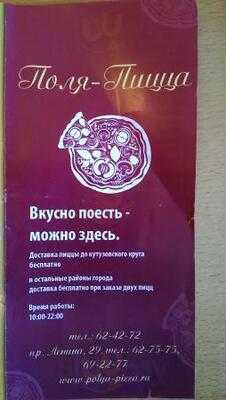 Поля-Пицца
Вкусно поесть -
можно здесь.
Доставка пиццы до кутузовского круга
бесплатно
в остальные районы города
доставка бесплатно при заказе двух пицц
Время работы:
10:00-22:00
тел.: 62-42-72
пр. Ленина, 29, тел.: 62-75-75,
69-22-77
www.polya-pizza.ru